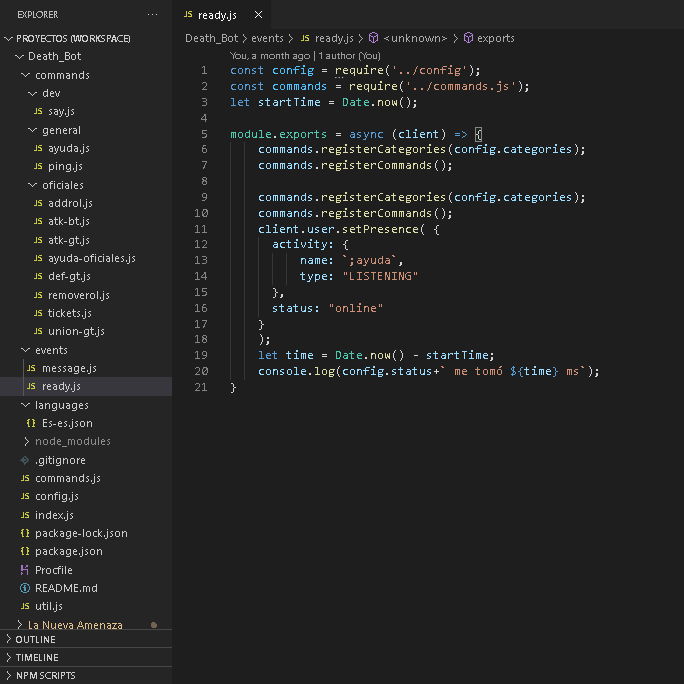 EXPLORER ···
PROYECTOS (WORKSPACE)
Death_Bot
commands
dev
JS say.js
general
JS ayuda.js
JS ping.js
oficiales
JS addrol.js
JS atk-bt.js
JS atk-gt.js
JS ayuda-oficiales.js
JS def-gt.js
JS removerol.js
JS tickets.js
JS union-gt.js
events
JS message.js
JS ready.js
languages
{} Es-es.json
node_modules
.gitignore
JS commands.js
JS config.js
JS index.js
{} package-lock.json
{} package.json
Procfile
README.md
JS util.js
La Nueva Amenaza
OUTLINE
TIMELINE
NPM SCRIPTS
JS ready.js ×
Death_Bot > events > JS ready.js > <unknown> > exports
You, a month ago | 1 author (You)
1 const config = require('../config');
2 const commands = require('../commands.js');
3 let startTime = Date.now();
4
5 module.exports = async (client) => {
6 commands.registerCategories(config.categories);
7 commands.registerCommands();
8
9 commands.registerCategories(config.categories);
10 commands.registerCommands();
11 client.user.setPresence( {
12 activity: {
13 name: `;ayuda`,
14 type: "LISTENING"
15 },
16 status: "online"
17 }
18 );
19 let time = Date.now() - startTime;
20 console.log(config.status+` me tomó ${time} ms`);
21 }